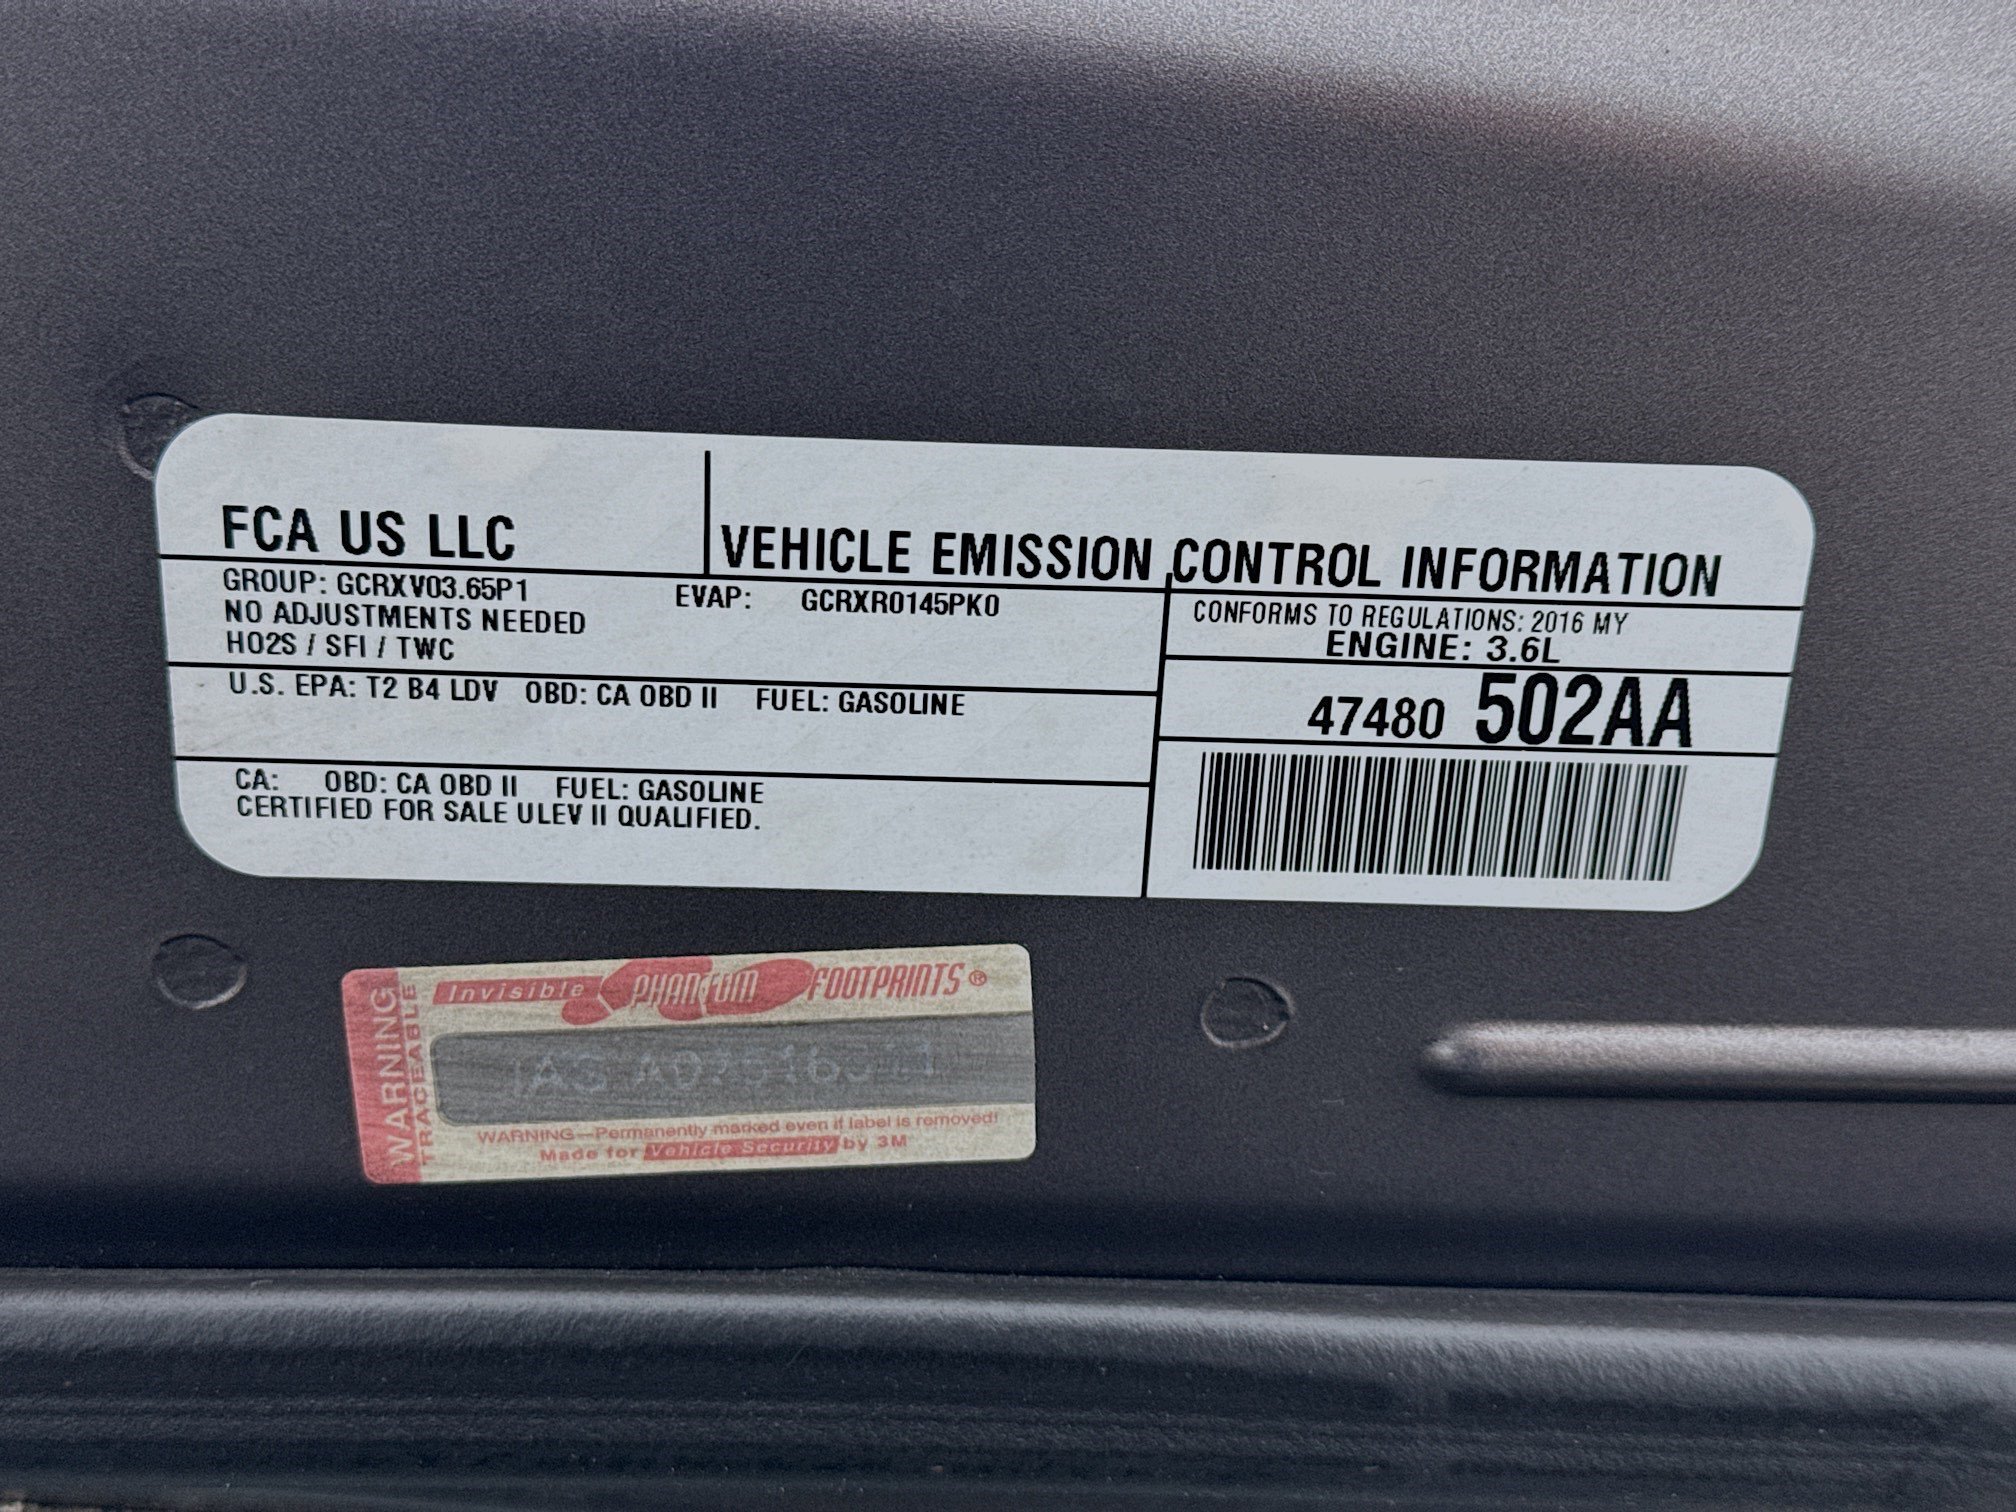 FCA US LLC
VEHICLE EMISSION CONTROL INFORMATION
GROUP: GCRXV03.65P1 EVAP: GCRXR0145PK0
NO ADJUSTMENTS NEEDED
HO2S / SFI / TWC
CONFORMS TO REGULATIONS: 2016 MY
ENGINE: 3.6L
U.S. EPA: T2 B4 LDV OBD: CA OBD II FUEL: GASOLINE
47480 502AA
CA: OBD: CA OBD II FUEL: GASOLINE
CERTIFIED FOR SALE ULEV II QUALIFIED.
WARNING
TRACEABLE
Invisible PHANTOM FOOTPRINTS®
WARNING—Permanently marked even if label is removed!
Made for Vehicle Security by 3M